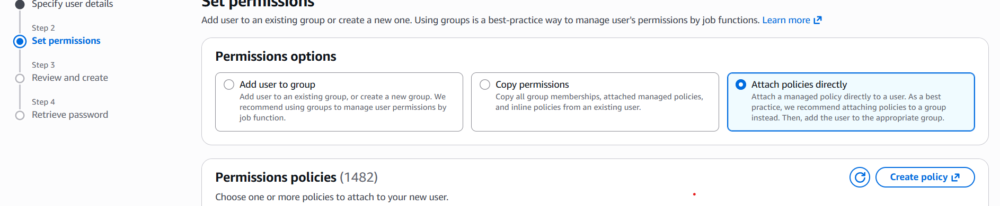 Specify user details
Step 2
Set permissions
Step 3
Review and create
Step 4
Retrieve password
Set permissions
Add user to an existing group or create a new one. Using groups is a best-practice way to manage user's permissions by job functions. Learn more
Permissions options
Add user to group
Add user to an existing group, or create a new group. We
recommend using groups to manage user permissions by
job function.
Copy permissions
Copy all group memberships, attached managed policies,
and inline policies from an existing user.
Attach policies directly
Attach a managed policy directly to a user. As a best
practice, we recommend attaching policies to a group
instead. Then, add the user to the appropriate group.
Permissions policies (1482)
Create policy
Choose one or more policies to attach to your new user.